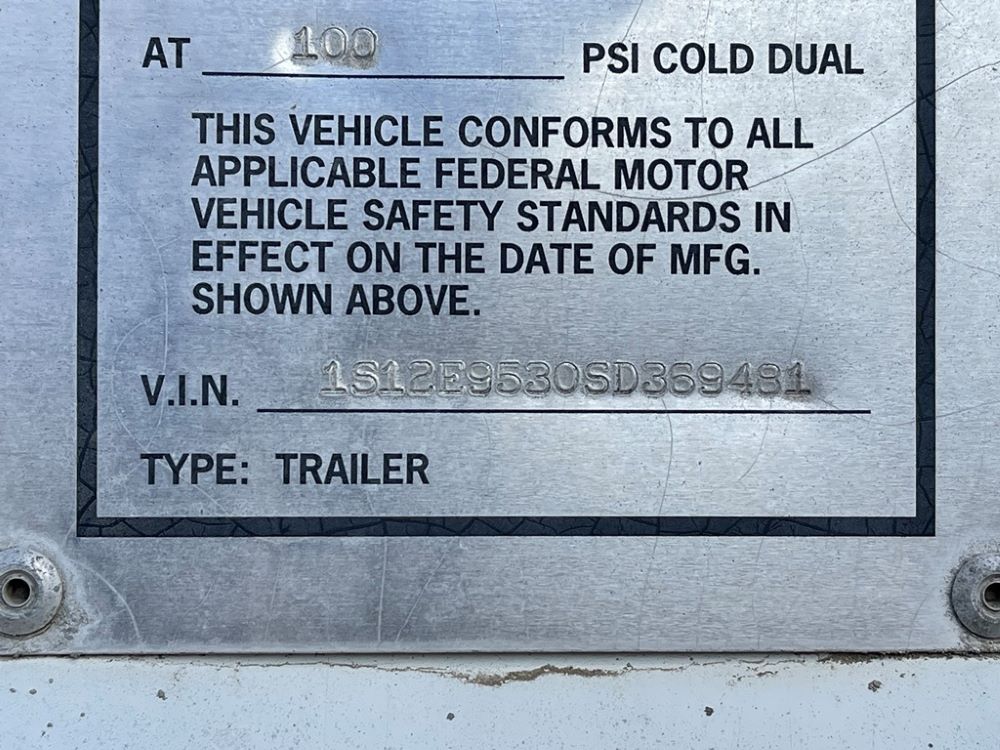 AT 100 PSI COLD DUAL
THIS VEHICLE CONFORMS TO ALL
APPLICABLE FEDERAL MOTOR
VEHICLE SAFETY STANDARDS IN
EFFECT ON THE DATE OF MFG.
SHOWN ABOVE.
V.I.N. 1S12E9530SD369481
TYPE: TRAILER